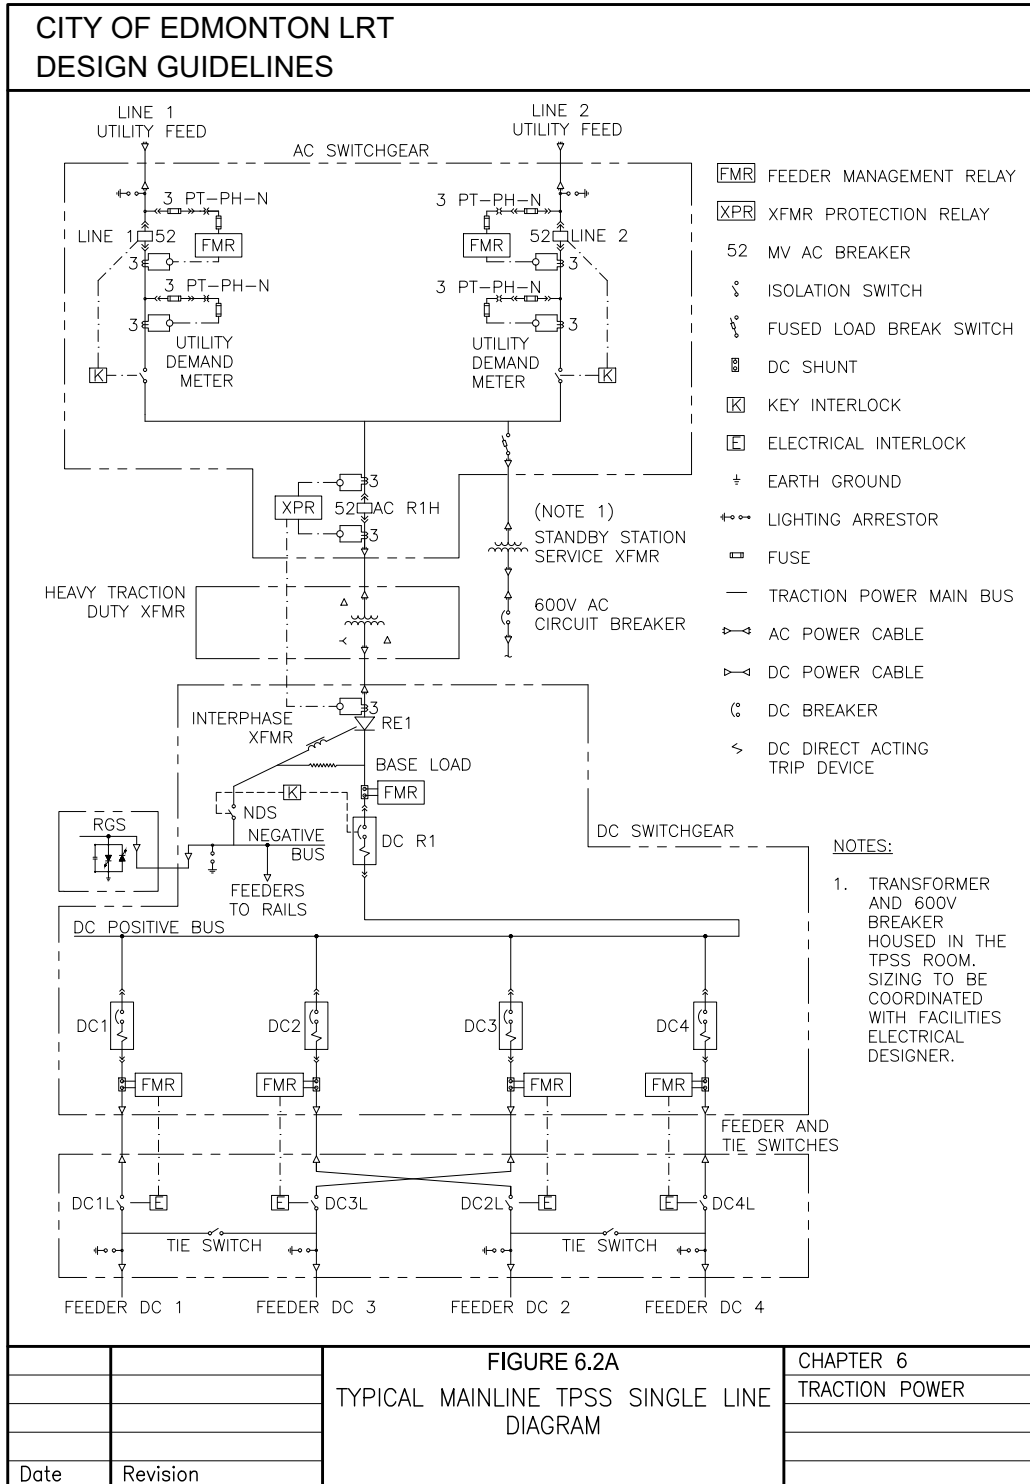 CITY OF EDMONTON LRT
DESIGN GUIDELINES
LINE 1
UTILITY FEED
LINE 2
UTILITY FEED
AC SWITCHGEAR
3 PT-PH-N
3 PT-PH-N
LINE 1
52
FMR
FMR
52
LINE 2
3
3
3 PT-PH-N
3 PT-PH-N
3
3
UTILITY
DEMAND
METER
UTILITY
DEMAND
METER
K
K
3
XPR
52
AC R1H
3
(NOTE 1)
STANDBY STATION
SERVICE XFMR
HEAVY TRACTION
DUTY XFMR
600V AC
CIRCUIT BREAKER
3
INTERPHASE
XFMR
RE1
BASE LOAD
K
FMR
NDS
RGS
NEGATIVE
BUS
DC R1
DC SWITCHGEAR
FEEDERS
TO RAILS
DC POSITIVE BUS
DC1
DC2
DC3
DC4
FMR
FMR
FMR
FMR
FEEDER AND
TIE SWITCHES
DC1L
E
E
DC3L
DC2L
E
E
DC4L
TIE SWITCH
TIE SWITCH
FEEDER DC 1
FEEDER DC 3
FEEDER DC 2
FEEDER DC 4
FMR FEEDER MANAGEMENT RELAY
XPR XFMR PROTECTION RELAY
52 MV AC BREAKER
ISOLATION SWITCH
FUSED LOAD BREAK SWITCH
DC SHUNT
K KEY INTERLOCK
E ELECTRICAL INTERLOCK
EARTH GROUND
LIGHTING ARRESTOR
FUSE
TRACTION POWER MAIN BUS
AC POWER CABLE
DC POWER CABLE
DC BREAKER
DC DIRECT ACTING
TRIP DEVICE
NOTES:
1. TRANSFORMER
AND 600V
BREAKER
HOUSED IN THE
TPSS ROOM.
SIZING TO BE
COORDINATED
WITH FACILITIES
ELECTRICAL
DESIGNER.
FIGURE 6.2A
TYPICAL MAINLINE TPSS SINGLE LINE
DIAGRAM
CHAPTER 6
TRACTION POWER
Date
Revision